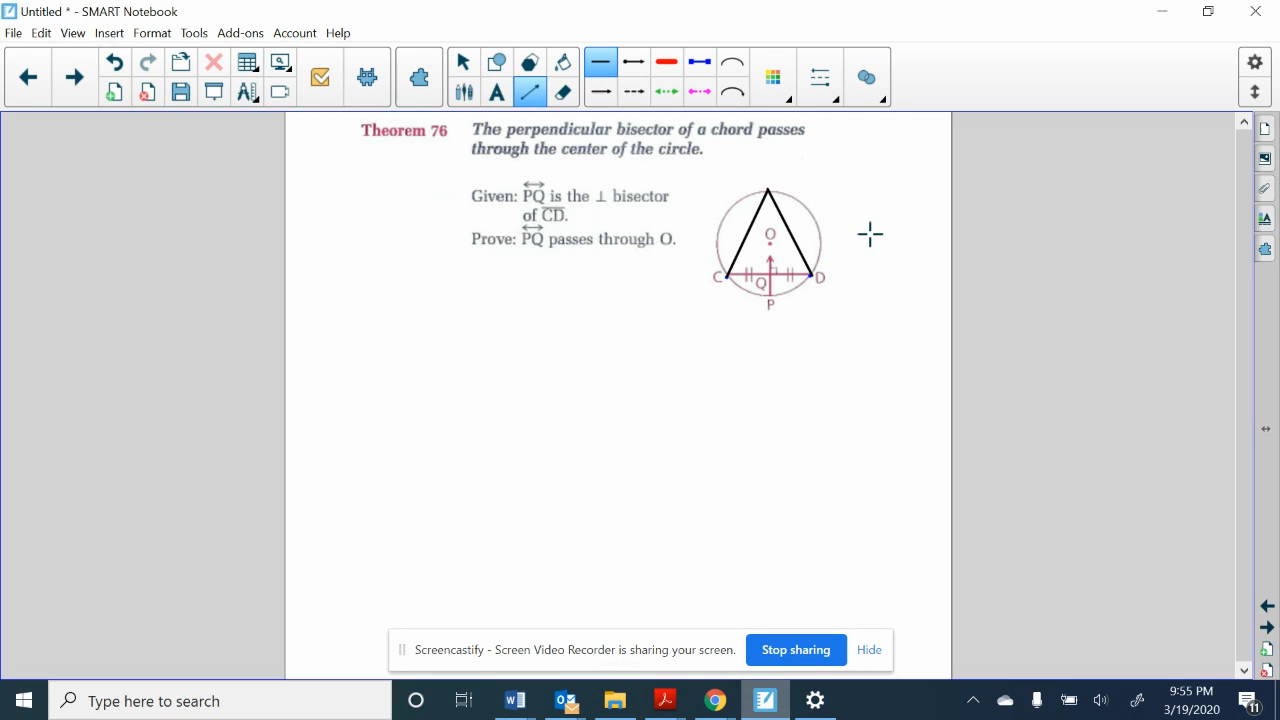 Untitled * - SMART Notebook
File Edit View Insert Format Tools Add-ons Account Help
Theorem 76 The perpendicular bisector of a chord passes
through the center of the circle.
Given: PQ is the ⊥ bisector
of CD.
Prove: PQ passes through O.
O
C Q D
P
Screencastify - Screen Video Recorder is sharing your screen. Stop sharing Hide
Type here to search
9:55 PM
3/19/2020
11